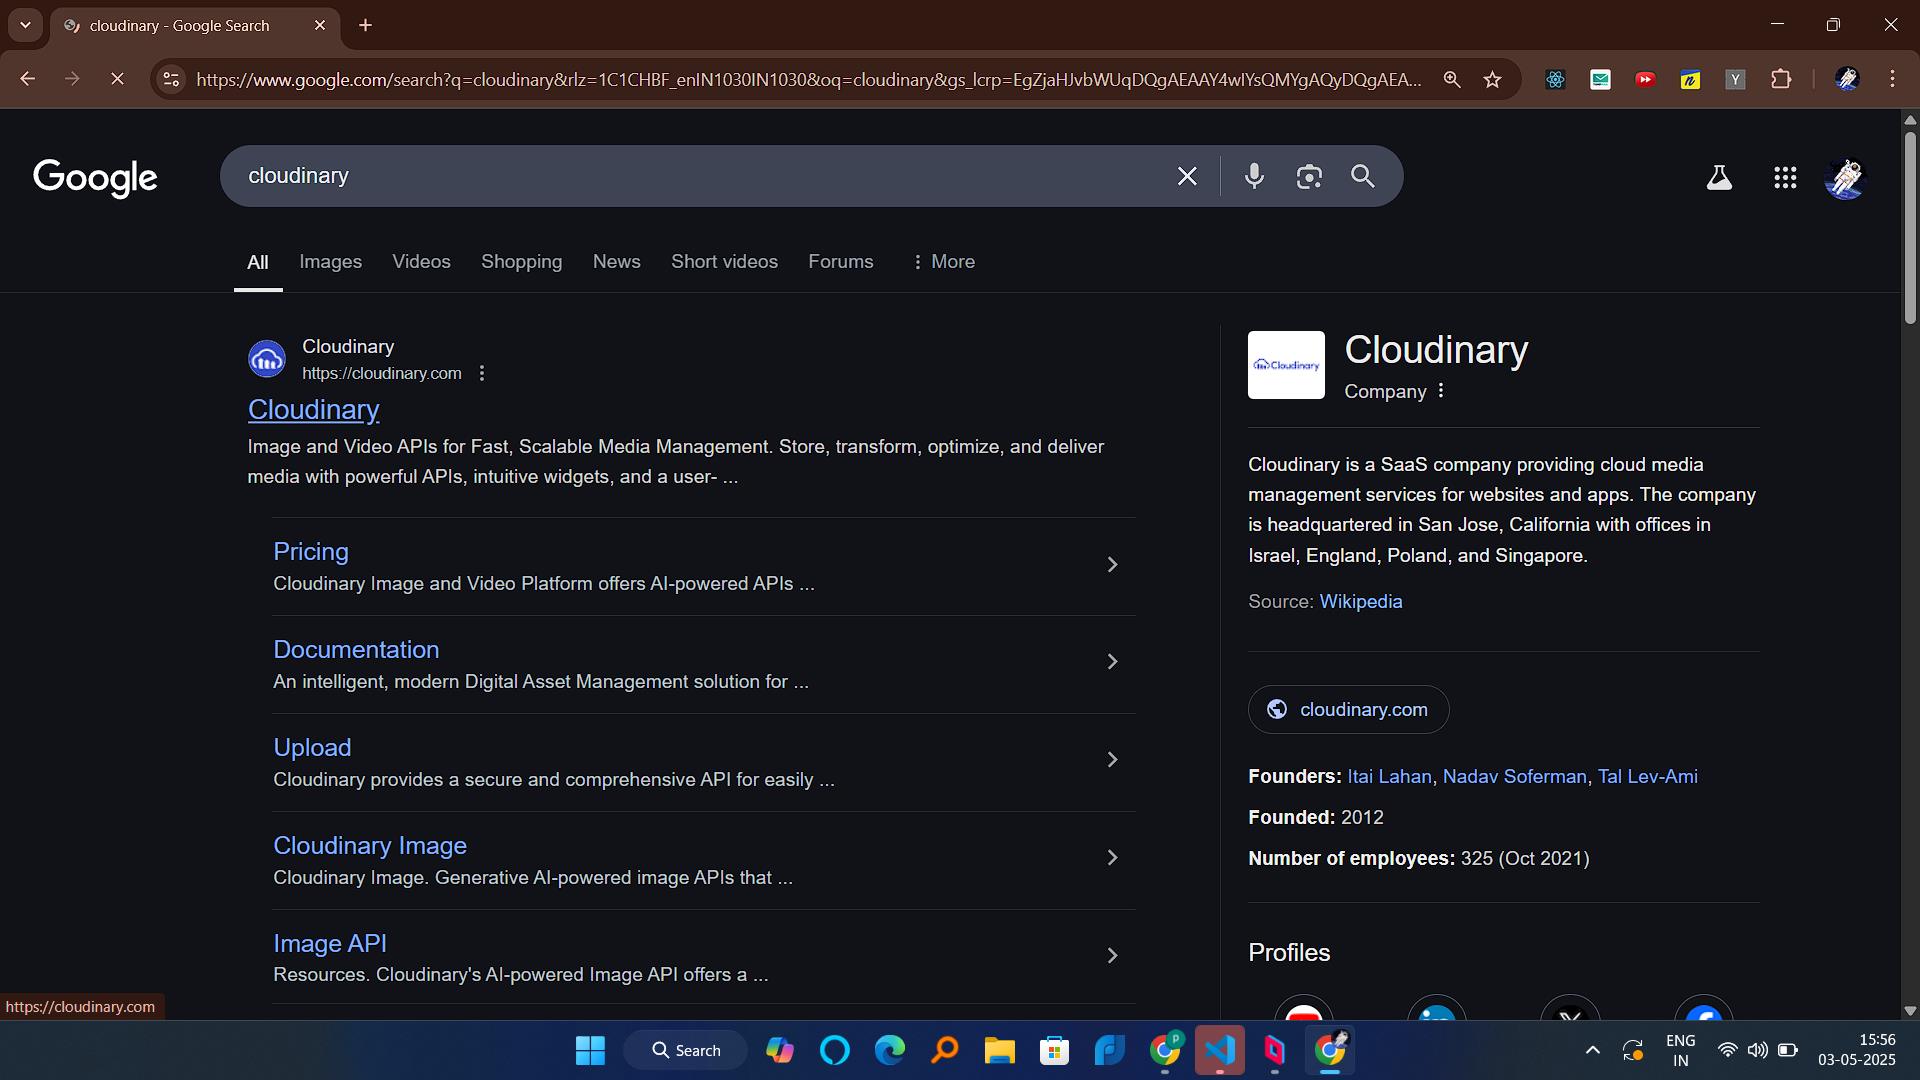 cloudinary - Google Search
https://www.google.com/search?q=cloudinary&rlz=1C1CHBF_enIN1030IN1030&oq=cloudinary&gs_lcrp=EgZjaHJvbWUqDQgAEAAY4wIYsQMYgAQyDQgAEA...
Google
cloudinary
All Images Videos Shopping News Short videos Forums More
Cloudinary
https://cloudinary.com
Cloudinary
Image and Video APIs for Fast, Scalable Media Management. Store, transform, optimize, and deliver
media with powerful APIs, intuitive widgets, and a user- ...
Pricing
Cloudinary Image and Video Platform offers AI-powered APIs ...
Documentation
An intelligent, modern Digital Asset Management solution for ...
Upload
Cloudinary provides a secure and comprehensive API for easily ...
Cloudinary Image
Cloudinary Image. Generative AI-powered image APIs that ...
Image API
Resources. Cloudinary's AI-powered Image API offers a ...
Cloudinary
Cloudinary
Company
Cloudinary is a SaaS company providing cloud media
management services for websites and apps. The company
is headquartered in San Jose, California with offices in
Israel, England, Poland, and Singapore.
Source: Wikipedia
cloudinary.com
Founders: Itai Lahan, Nadav Soferman, Tal Lev-Ami
Founded: 2012
Number of employees: 325 (Oct 2021)
Profiles
https://cloudinary.com
Search
ENG
IN
15:56
03-05-2025